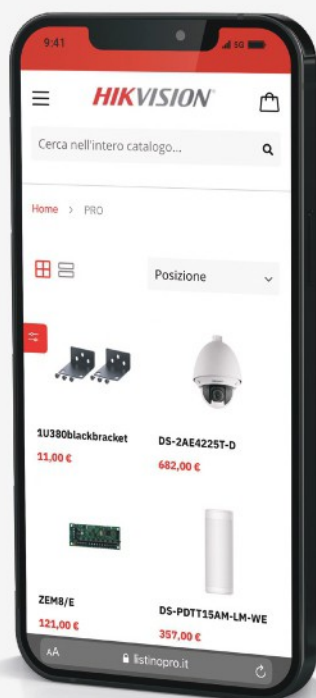 9:41
5G
HIKVISION
Cerca nell'intero catalogo...
Home > PRO
Posizione
1U380blackbracket
11,00 €
DS-2AE4225T-D
682,00 €
ZEM8/E
121,00 €
DS-PDTT15AM-LM-WE
357,00 €
AA
listinopro.it